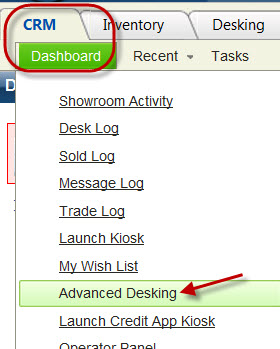 CRM Inventory Desking
Dashboard Recent Tasks
D
Showroom Activity
Desk Log
Sold Log
Message Log
Trade Log
Launch Kiosk
My Wish List
Advanced Desking
Launch Credit App Kiosk
Operator Panel